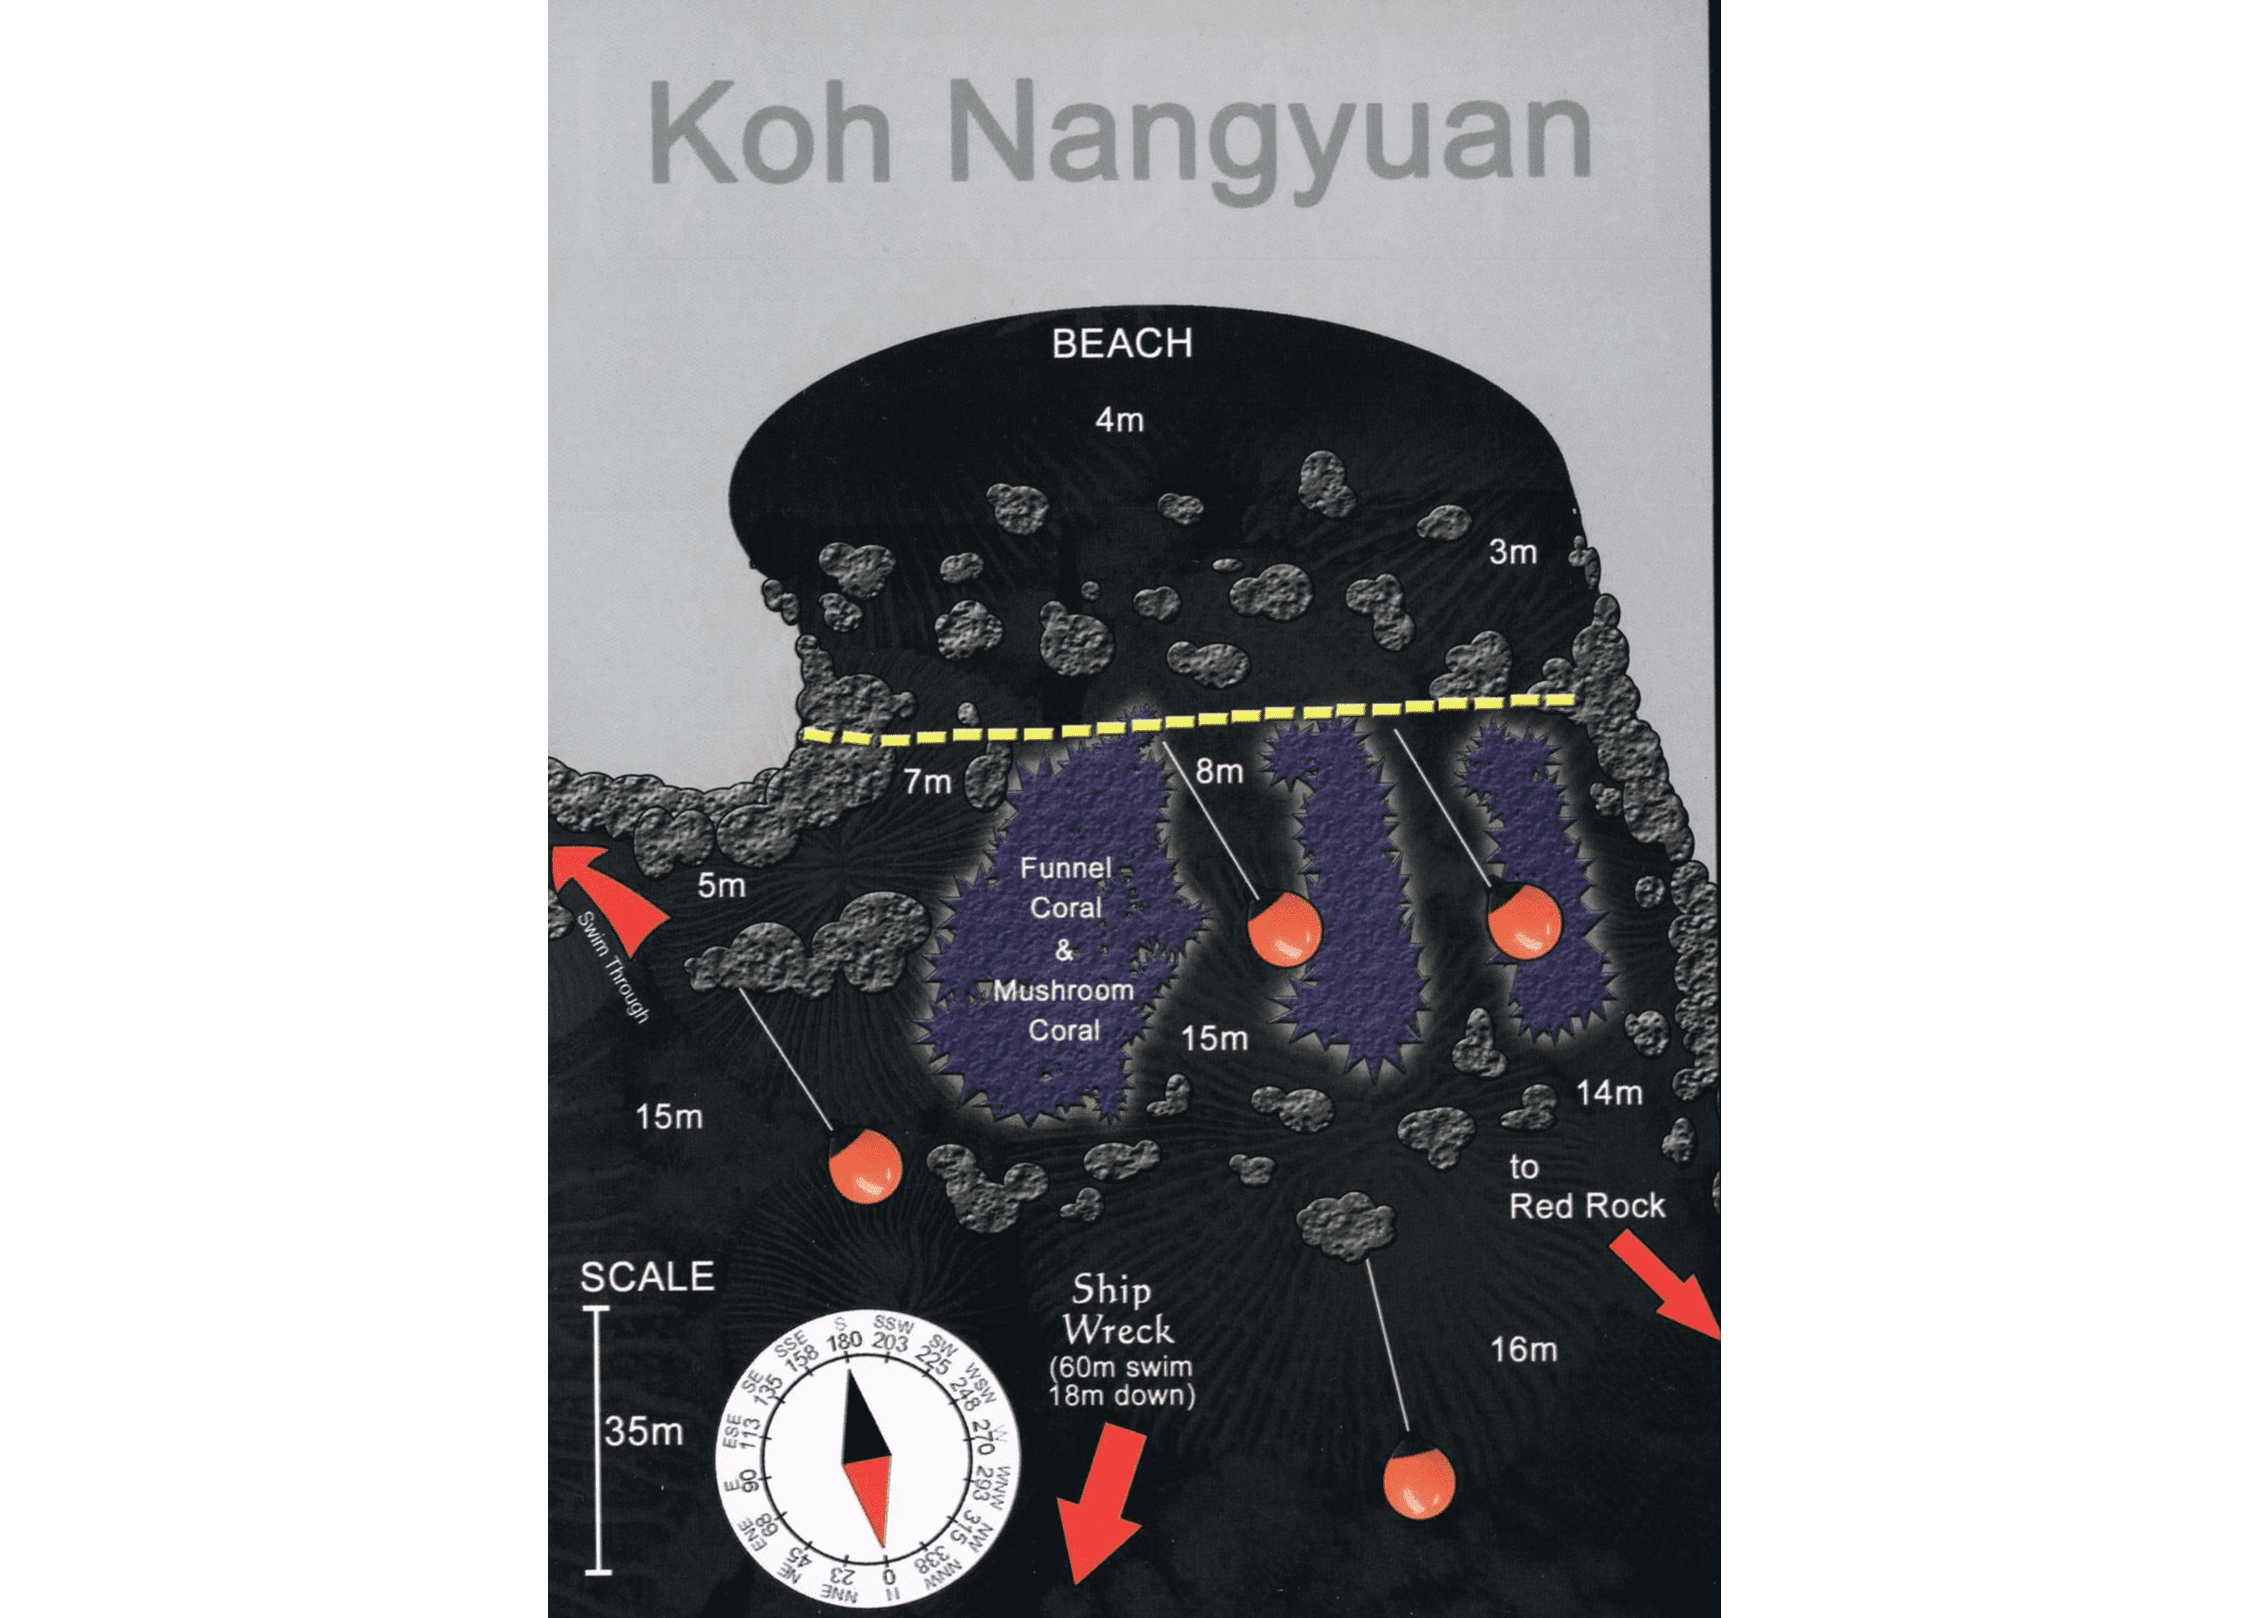 Koh Nangyuan
BEACH
4m
3m
7m
8m
5m
Swim Through
Funnel
Coral
&
Mushroom
Coral
15m
15m
14m
to
Red Rock
SCALE
35m
Ship
Wreck
(60m swim
18m down)
16m
S
180
SSW
203
SW
225
WSW
248
W
270
WNW
293
NW
315
NNW
338
0
NNE
23
NE
45
ENE
68
E
90
ESE
113
SE
135
SSE
158